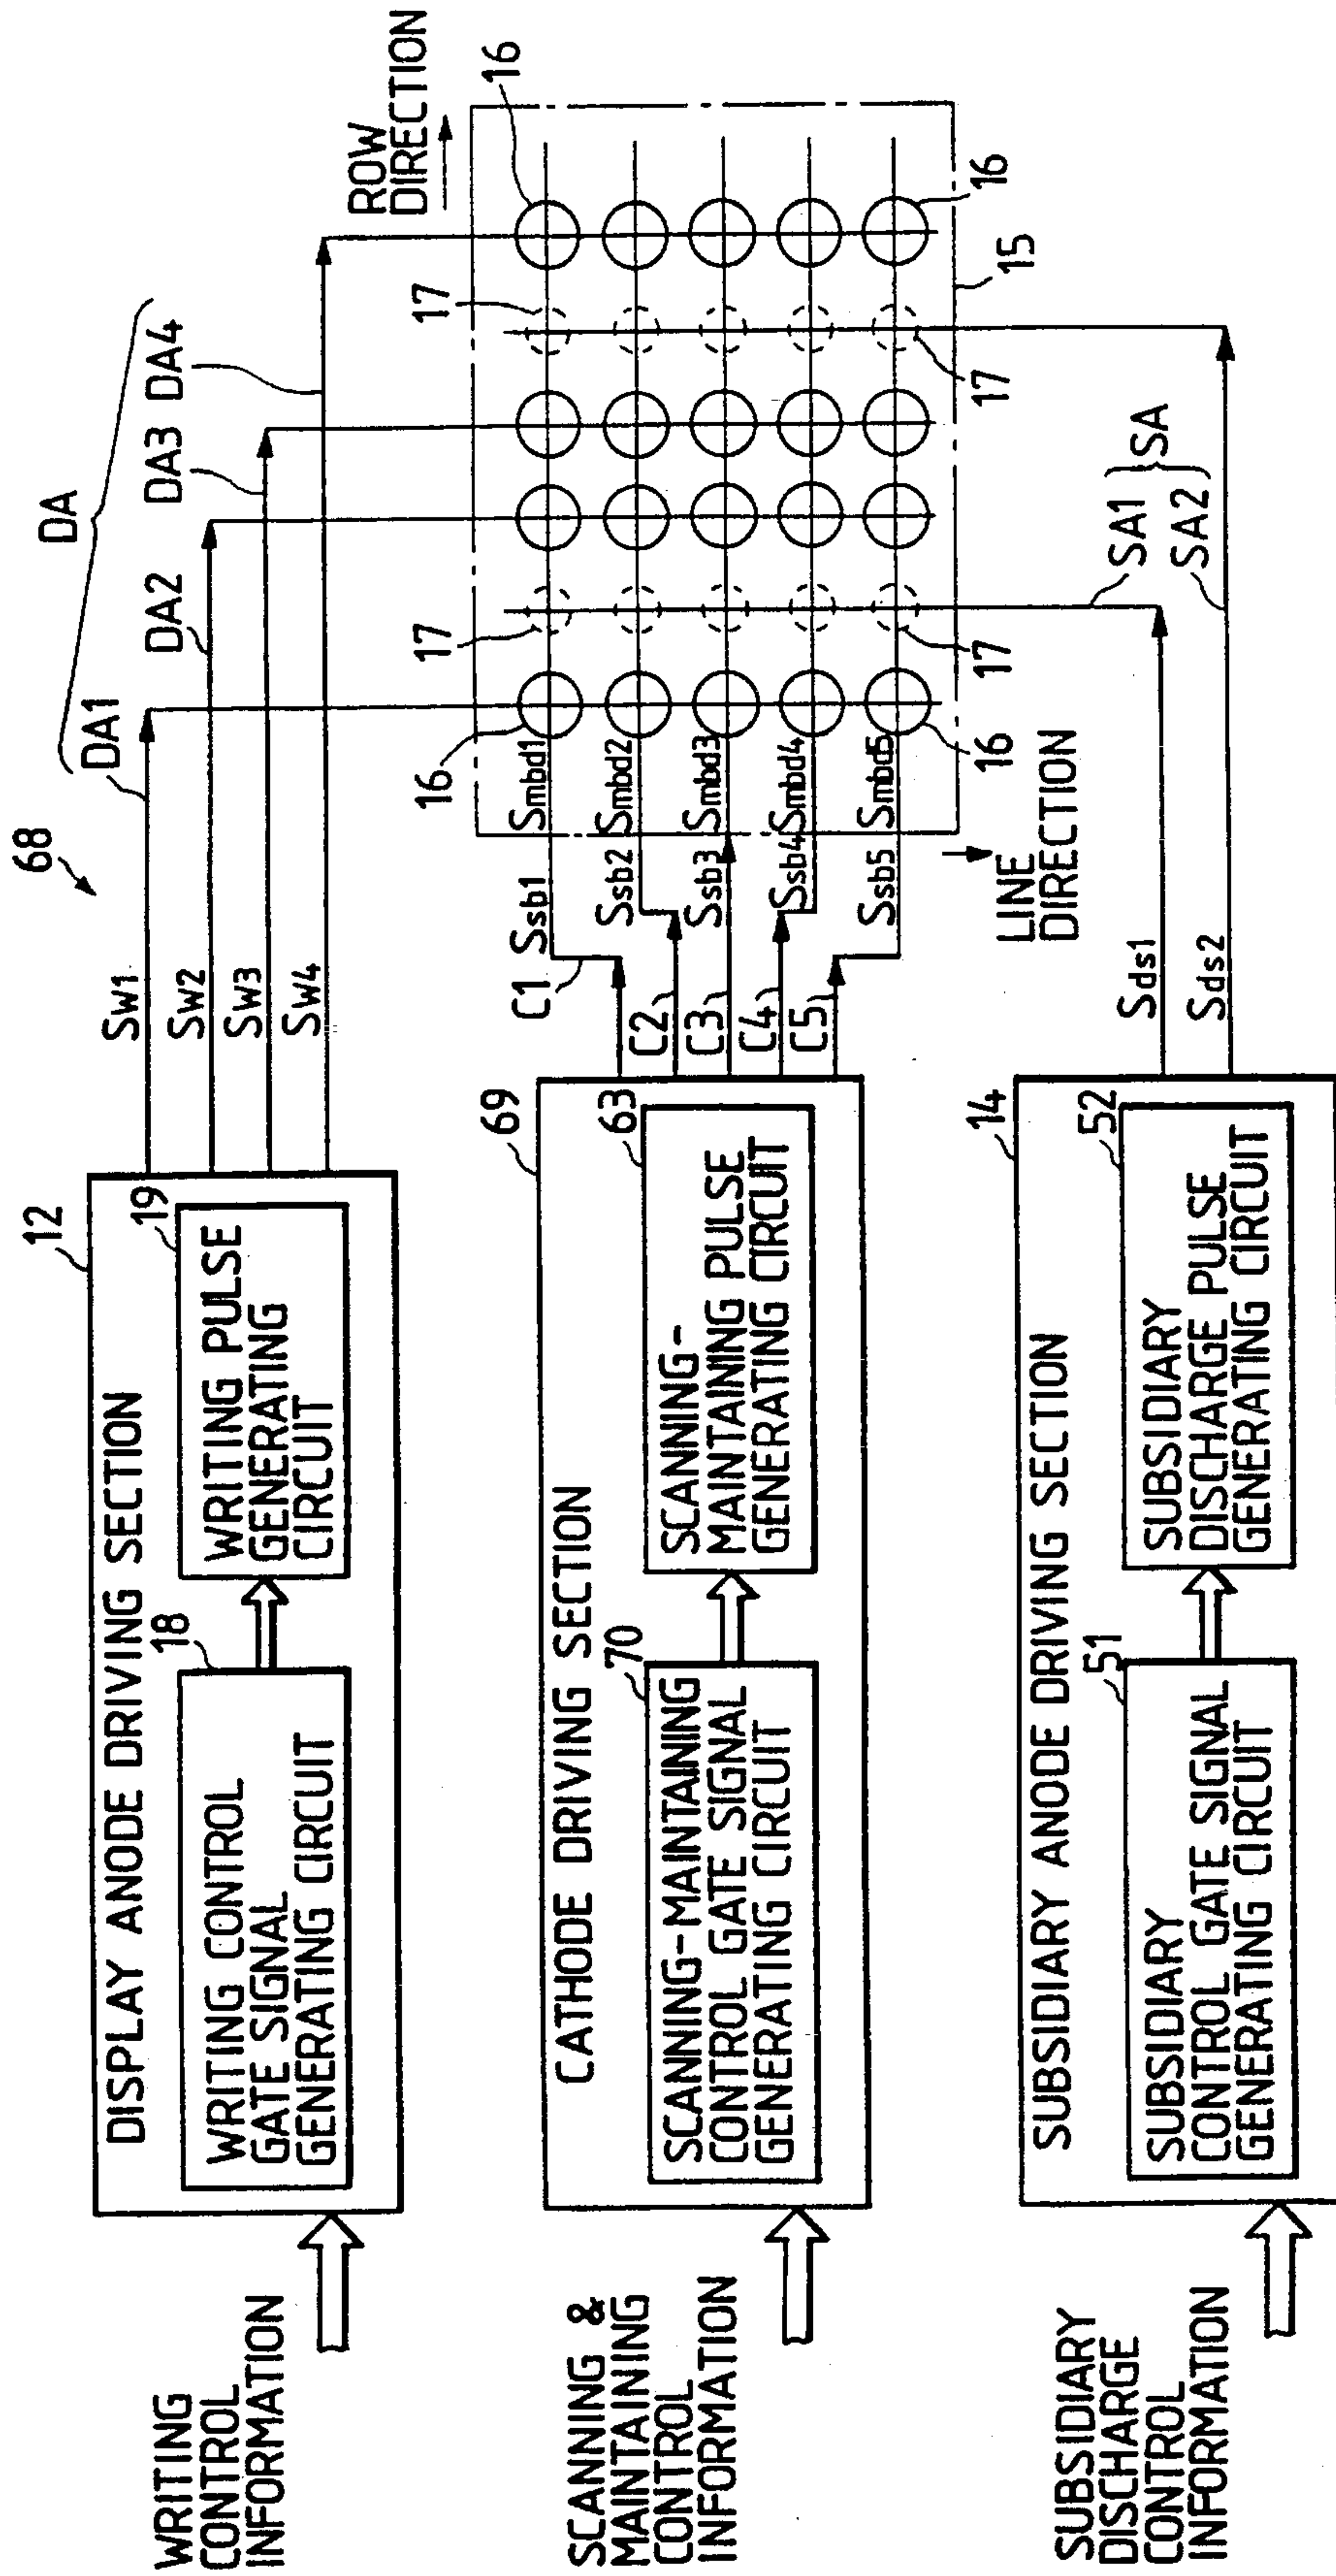 68
WRITING
CONTROL
INFORMATION
12
DISPLAY ANODE DRIVING SECTION
18
WRITING CONTROL
GATE SIGNAL
GENERATING CIRCUIT
19
WRITING PULSE
GENERATING
CIRCUIT
Sw1
Sw2
Sw3
Sw4
DA
DA1
DA2
DA3
DA4
ROW
DIRECTION
SCANNING &
MAINTAINING
CONTROL
INFORMATION
69
CATHODE DRIVING SECTION
70
SCANNING-MAINTAINING
CONTROL GATE SIGNAL
GENERATING CIRCUIT
63
SCANNING-
MAINTAINING PULSE
GENERATING CIRCUIT
C1
C2
C3
C4
C5
Ssb1
Smbd1
Ssb2
Smbd2
Ssb3
Smbd3
Ssb4
Smbd4
Ssb5
Smbd5
16
17
17
16
16
17
17
16
15
LINE
DIRECTION
SUBSIDIARY
DISCHARGE
CONTROL
INFORMATION
14
SUBSIDIARY ANODE DRIVING SECTION
51
SUBSIDIARY
CONTROL GATE SIGNAL
GENERATING CIRCUIT
52
SUBSIDIARY
DISCHARGE PULSE
GENERATING CIRCUIT
Sds1
Sds2
SA1
SA2
SA